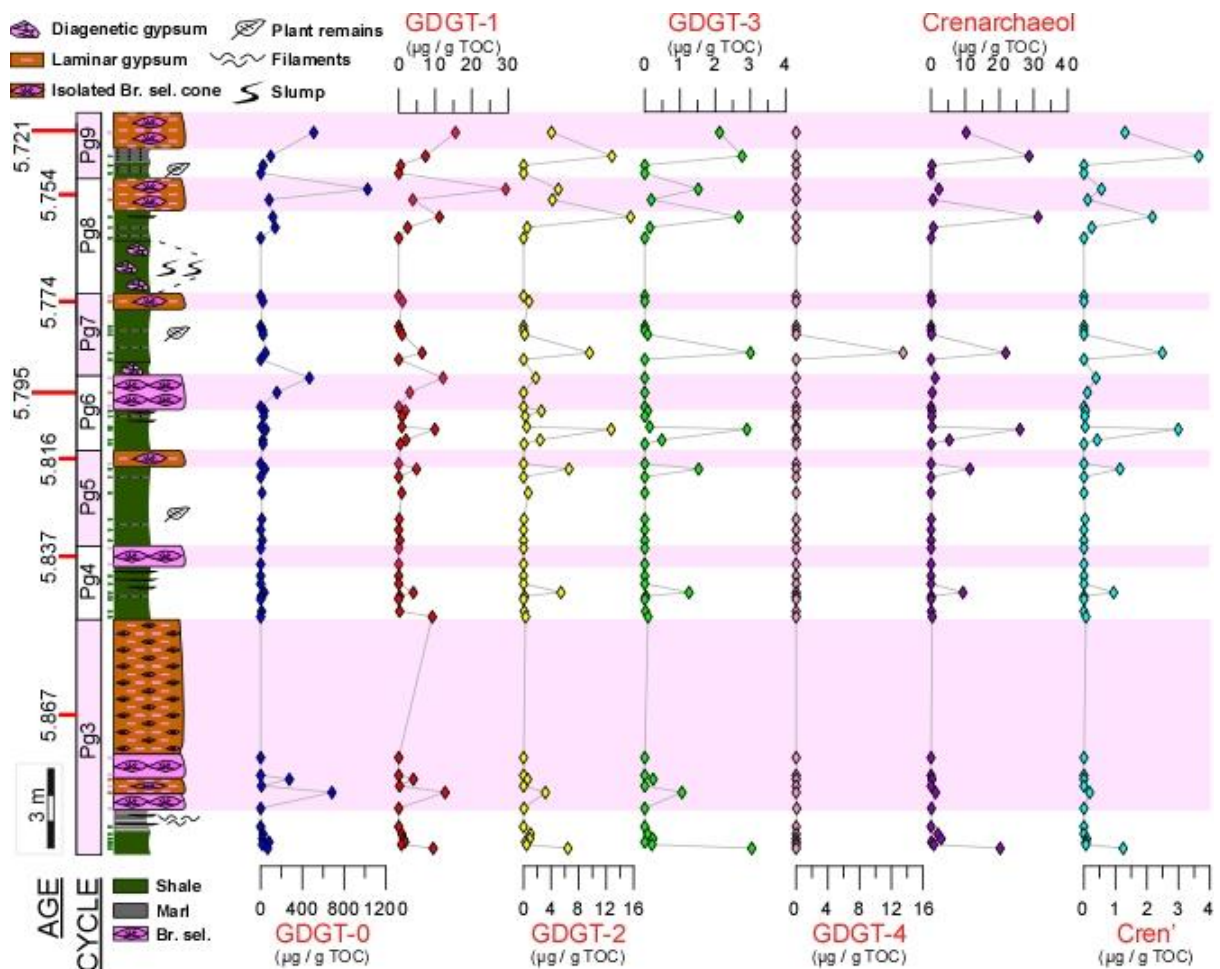 Diagenetic gypsum
Plant remains
Laminar gypsum
Filaments
Isolated Br. sel. cone
Slump
GDGT-1
(µg / g TOC)
0 10 20 30
GDGT-3
(µg / g TOC)
0 1 2 3 4
Crenarchaeol
(µg / g TOC)
0 10 20 30 40
5.721
5.754
5.774
5.795
5.816
5.837
5.867
Pg9
Pg8
Pg7
Pg6
Pg5
Pg4
Pg3
3 m
AGE
CYCLE
Shale
Marl
Br. sel.
0 400 800 1200
GDGT-0
(µg / g TOC)
0 4 8 12 16
GDGT-2
(µg / g TOC)
0 4 8 12 16
GDGT-4
(µg / g TOC)
0 1 2 3 4
Cren'
(µg / g TOC)